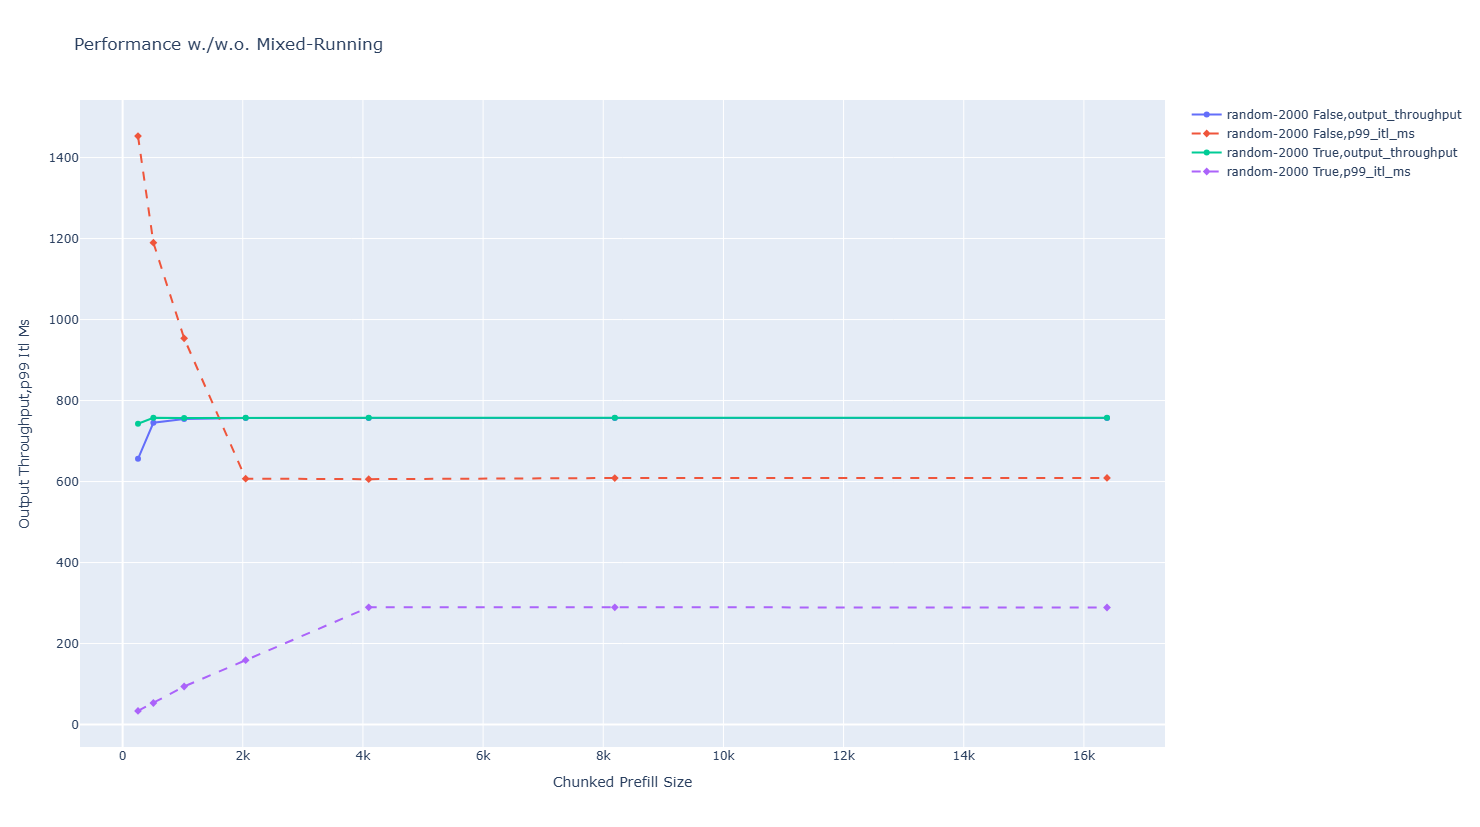 Performance w./w.o. Mixed-Running
random-2000 False,output_throughput
random-2000 False,p99_itl_ms
random-2000 True,output_throughput
random-2000 True,p99_itl_ms
Output Throughput,p99 Itl Ms
1400
1200
1000
800
600
400
200
0
0 2k 4k 6k 8k 10k 12k 14k 16k
Chunked Prefill Size